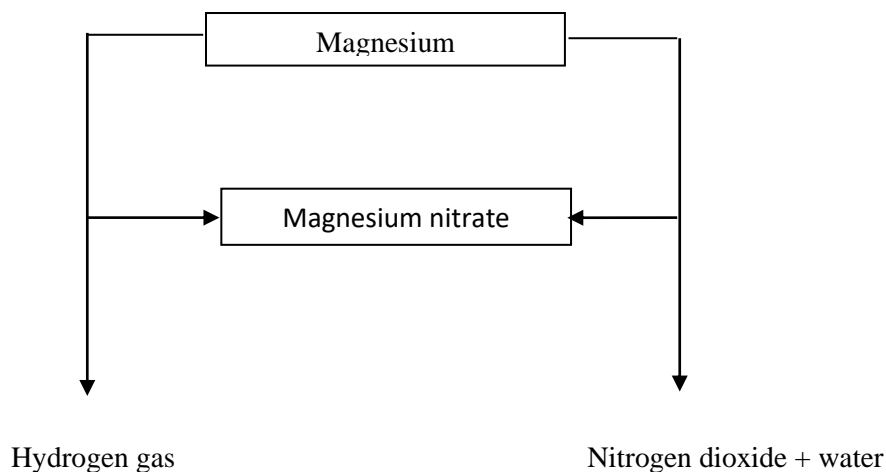 Magnesium
Magnesium nitrate
Hydrogen gas
Nitrogen dioxide + water